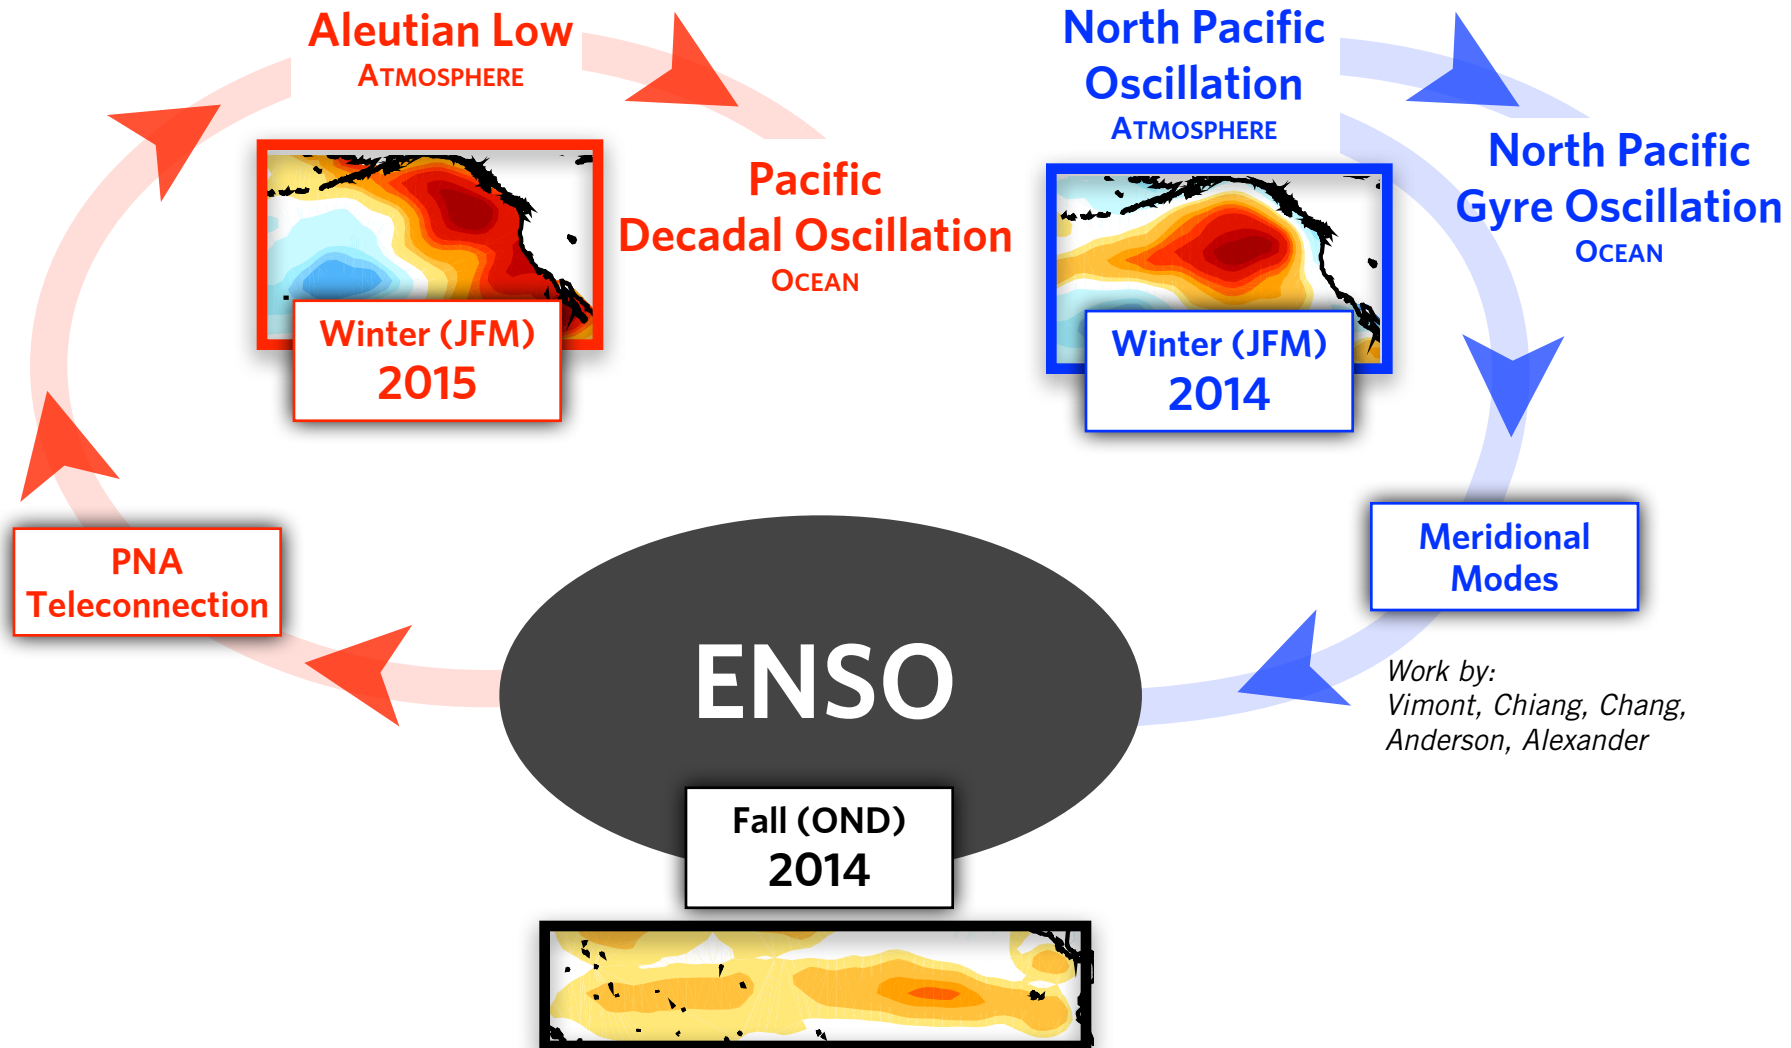 Aleutian Low
ATMOSPHERE
Pacific
Decadal Oscillation
OCEAN
Winter (JFM)
2015
PNA
Teleconnection
North Pacific
Oscillation
ATMOSPHERE
North Pacific
Gyre Oscillation
OCEAN
Winter (JFM)
2014
Meridional
Modes
Work by:
Vimont, Chiang, Chang,
Anderson, Alexander
ENSO
Fall (OND)
2014